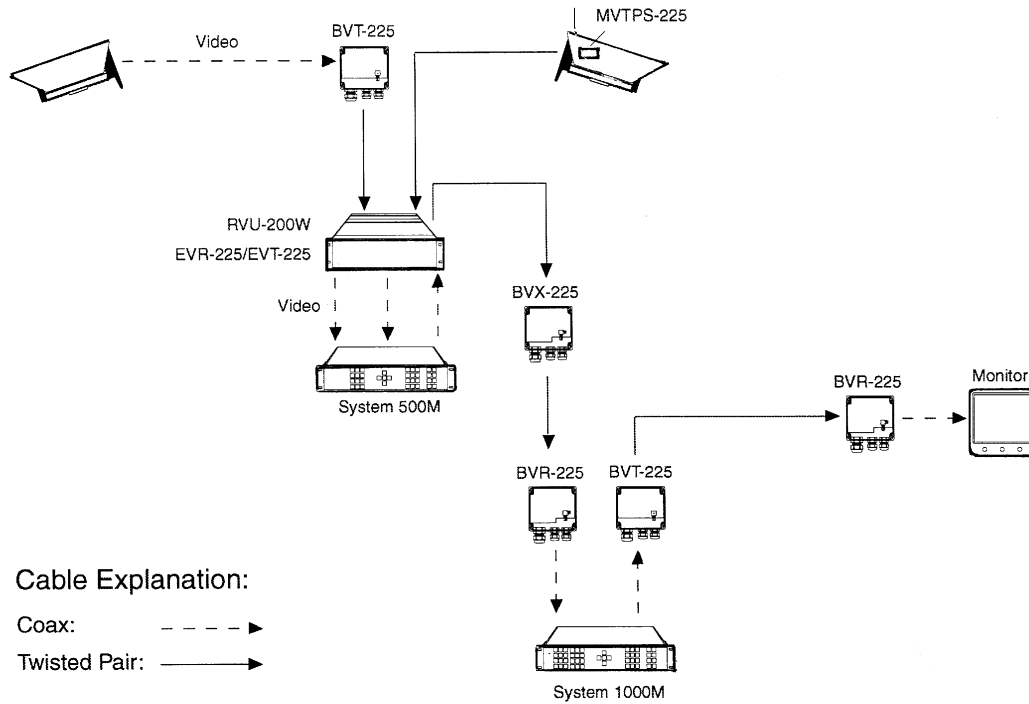 MVTPS-225
BVT-225
Video
RVU-200W
EVR-225/EVT-225
Video
BVX-225
System 500M
BVR-225
Monitor
BVR-225
BVT-225
Cable Explanation:
Coax:
Twisted Pair:
System 1000M